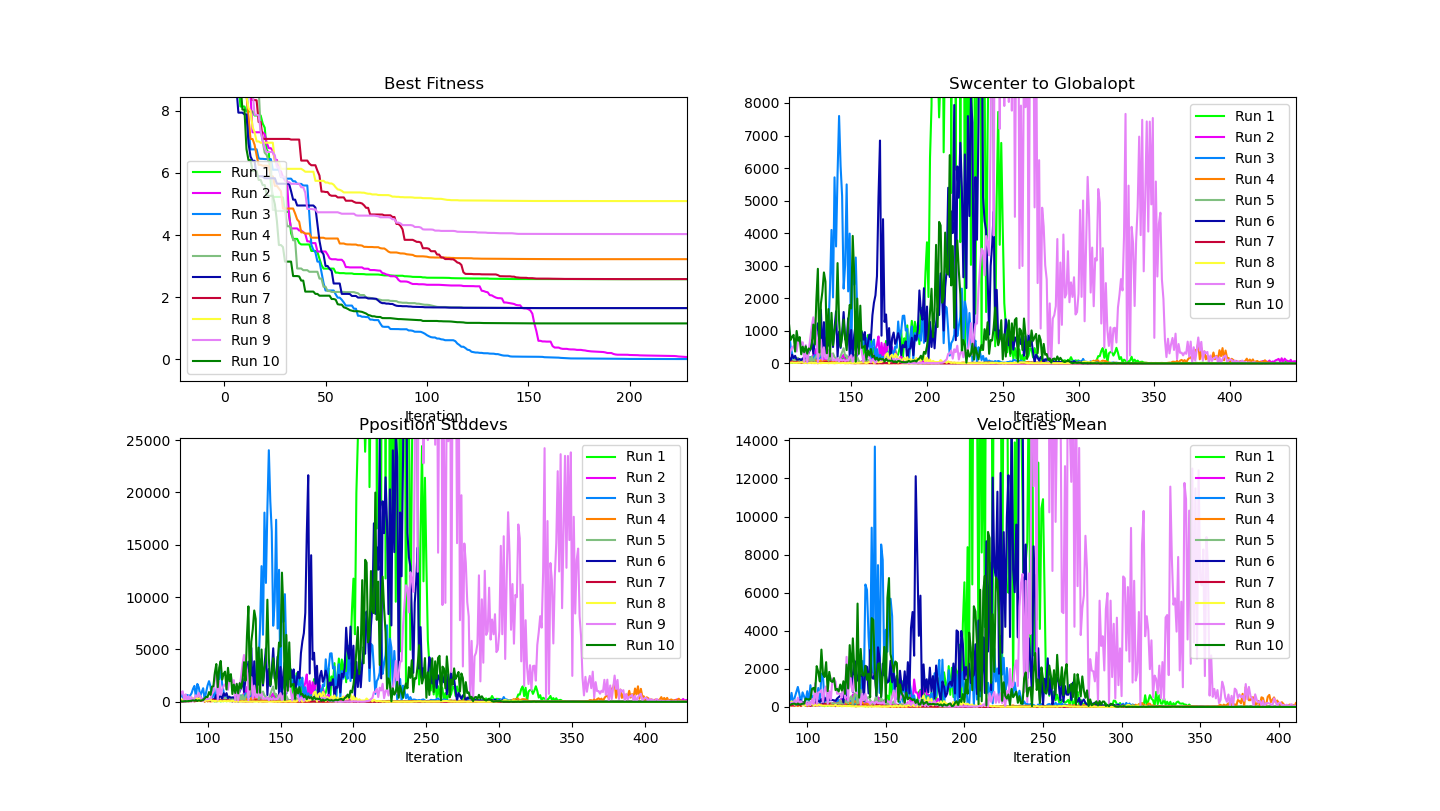 Best Fitness
8
6
4
2
0
Run 1
Run 2
Run 3
Run 4
Run 5
Run 6
Run 7
Run 8
Run 9
Run 10
0
50
100
150
200
Iteration
Swcenter to Globalopt
8000
7000
6000
5000
4000
3000
2000
1000
0
Run 1
Run 2
Run 3
Run 4
Run 5
Run 6
Run 7
Run 8
Run 9
Run 10
150
200
250
300
350
400
Iteration
Pposition Stddevs
25000
20000
15000
10000
5000
0
Run 1
Run 2
Run 3
Run 4
Run 5
Run 6
Run 7
Run 8
Run 9
Run 10
100
150
200
250
300
350
400
Iteration
Velocities Mean
14000
12000
10000
8000
6000
4000
2000
0
Run 1
Run 2
Run 3
Run 4
Run 5
Run 6
Run 7
Run 8
Run 9
Run 10
100
150
200
250
300
350
400
Iteration